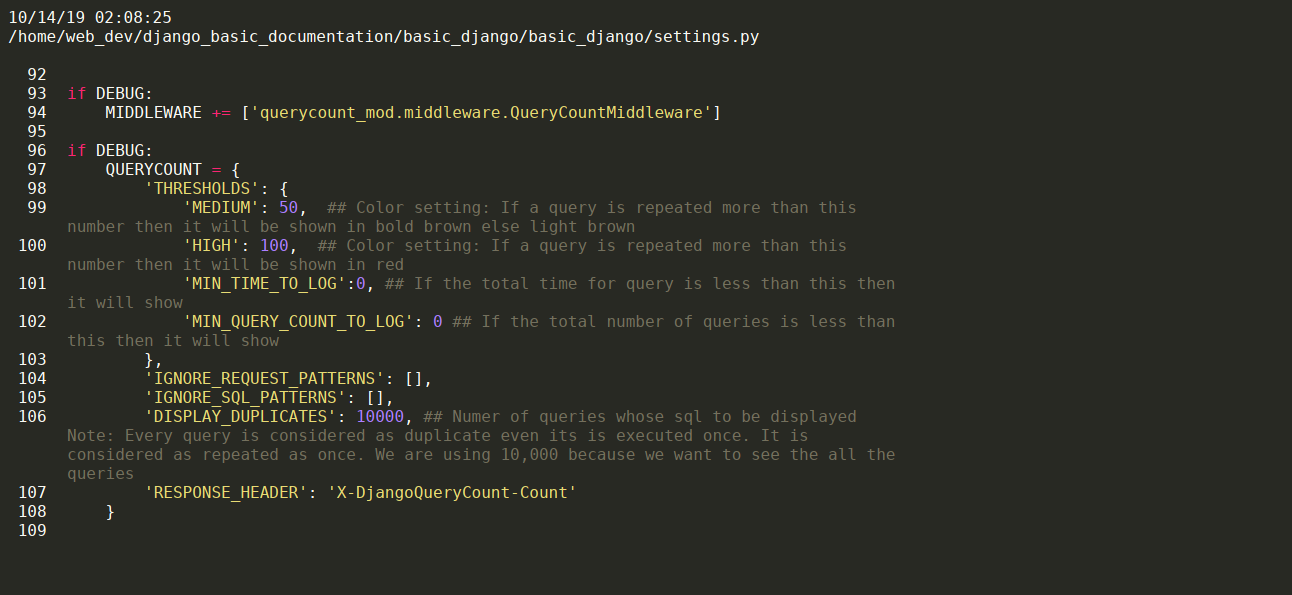 10/14/19 02:08:25
/home/web_dev/django_basic_documentation/basic_django/basic_django/settings.py
92
93 if DEBUG:
94     MIDDLEWARE += ['querycount_mod.middleware.QueryCountMiddleware']
95
96 if DEBUG:
97     QUERYCOUNT = {
98         'THRESHOLDS': {
99             'MEDIUM': 50,  ## Color setting: If a query is repeated more than this
number then it will be shown in bold brown else light brown
100             'HIGH': 100,  ## Color setting: If a query is repeated more than this
number then it will be shown in red
101             'MIN_TIME_TO_LOG':0, ## If the total time for query is less than this then
it will show
102             'MIN_QUERY_COUNT_TO_LOG': 0 ## If the total number of queries is less than
this then it will show
103         },
104         'IGNORE_REQUEST_PATTERNS': [],
105         'IGNORE_SQL_PATTERNS': [],
106         'DISPLAY_DUPLICATES': 10000, ## Numer of queries whose sql to be displayed
Note: Every query is considered as duplicate even its is executed once. It is
considered as repeated as once. We are using 10,000 because we want to see the all the
queries
107         'RESPONSE_HEADER': 'X-DjangoQueryCount-Count'
108     }
109